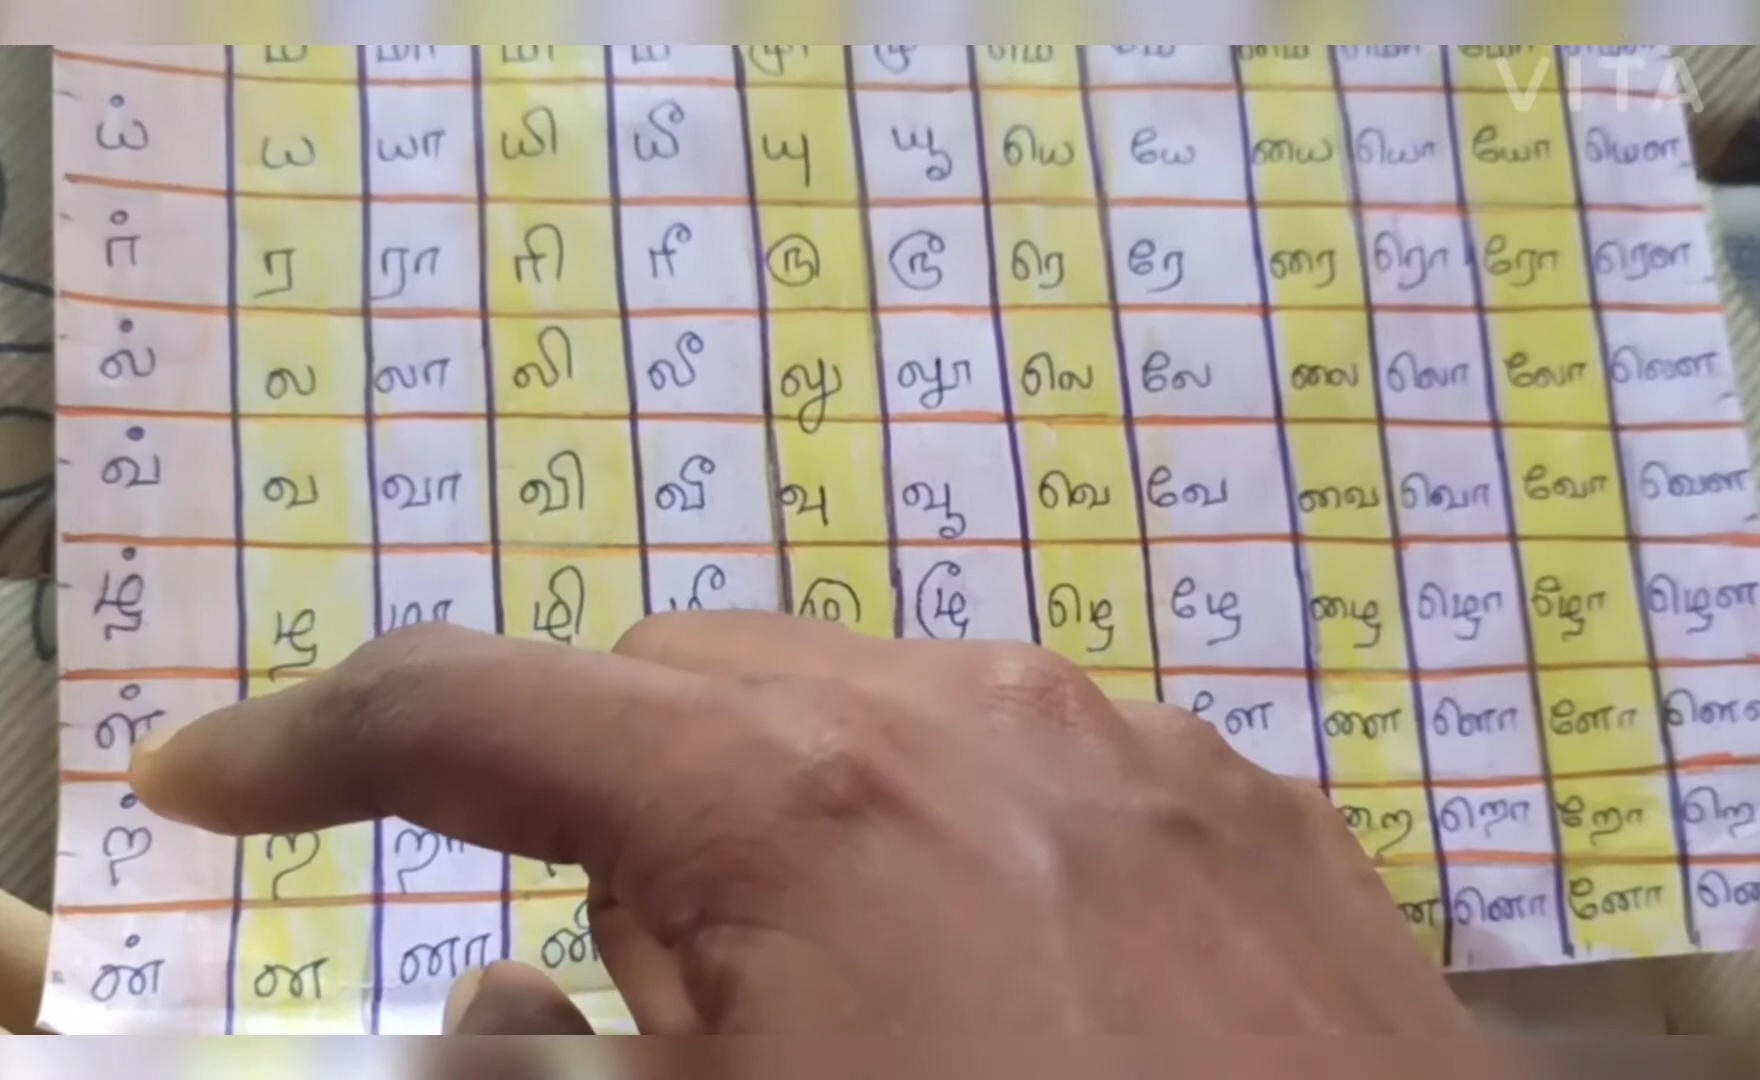 VITA
ய் ய யா யி யீ யு யூ யெ யே யை யொ யோ யௌ
ர் ர ரா ரி ரீ ரு ரூ ரெ ரே ரை ரொ ரோ ரௌ
ல் ல லா லி லீ லு லூ லெ லே லை லொ லோ லௌ
வ் வ வா வி வீ வு வூ வெ வே வை வொ வோ வௌ
ழ் ழ ழா ழி ழீ ழு ழூ ழெ ழே ழை ழொ ழோ ழௌ
ள் ளே ளை ளொ ளோ
ற் ற றா றை றொ றோ
ன் ன னா னி னொ னோ